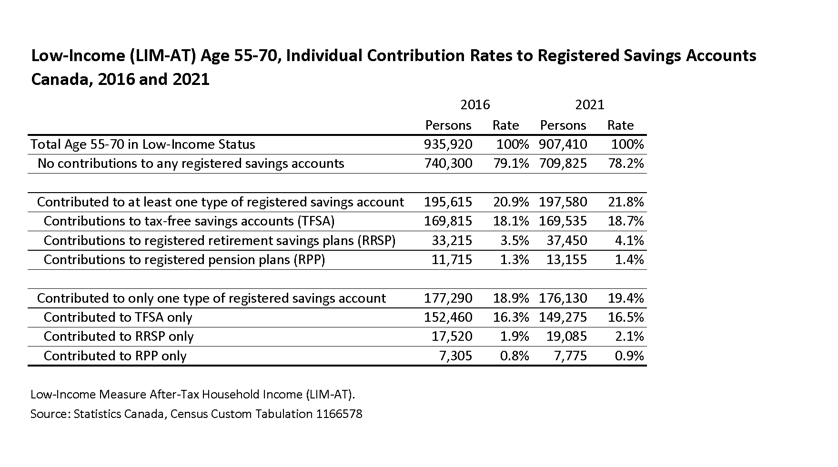 Low-Income (LIM-AT) Age 55-70, Individual Contribution Rates to Registered Savings Accounts
Canada, 2016 and 2021
2016 2021
Persons Rate Persons Rate
Total Age 55-70 in Low-Income Status 935,920 100% 907,410 100%
No contributions to any registered savings accounts 740,300 79.1% 709,825 78.2%
Contributed to at least one type of registered savings account 195,615 20.9% 197,580 21.8%
Contributions to tax-free savings accounts (TFSA) 169,815 18.1% 169,535 18.7%
Contributions to registered retirement savings plans (RRSP) 33,215 3.5% 37,450 4.1%
Contributions to registered pension plans (RPP) 11,715 1.3% 13,155 1.4%
Contributed to only one type of registered savings account 177,290 18.9% 176,130 19.4%
Contributed to TFSA only 152,460 16.3% 149,275 16.5%
Contributed to RRSP only 17,520 1.9% 19,085 2.1%
Contributed to RPP only 7,305 0.8% 7,775 0.9%
Low-Income Measure After-Tax Household Income (LIM-AT).
Source: Statistics Canada, Census Custom Tabulation 1166578